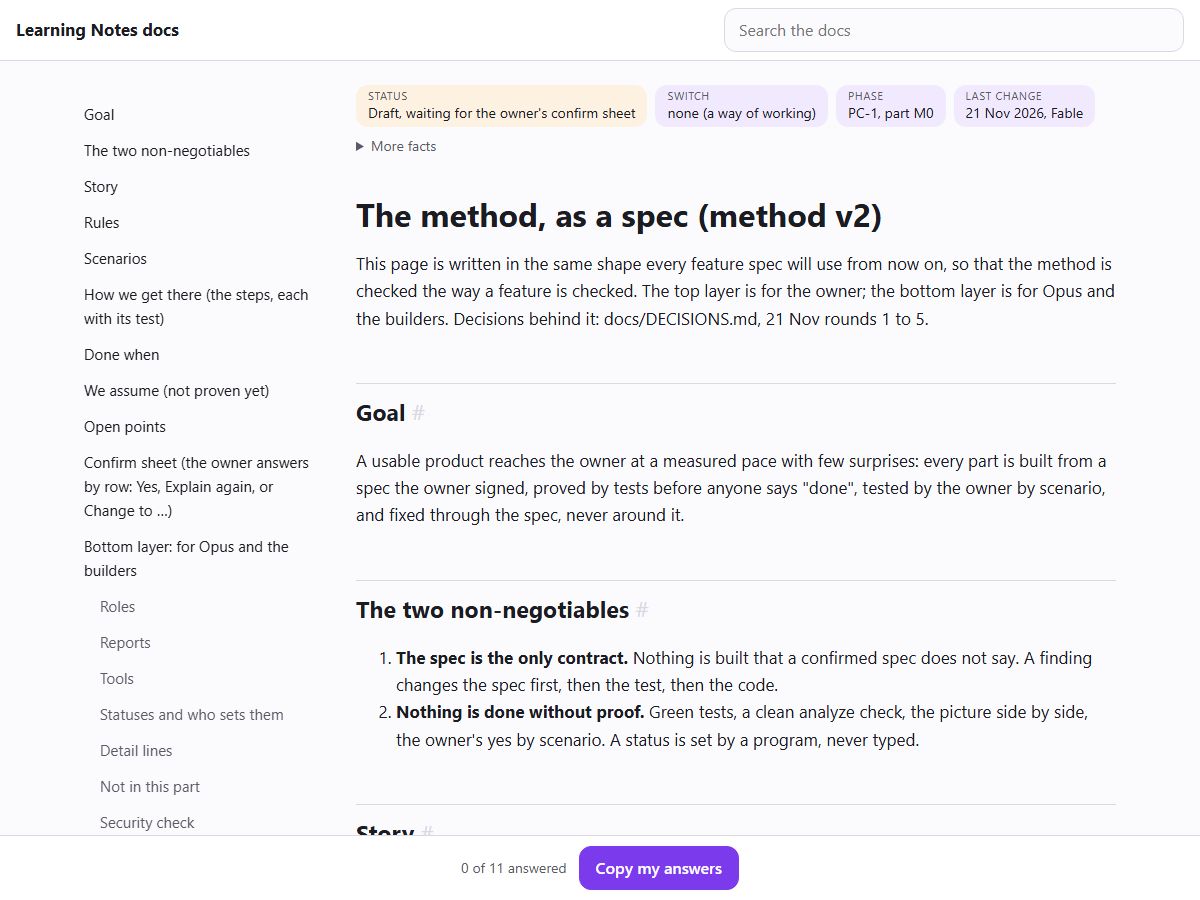 Learning Notes docs
Search the docs
Goal
The two non-negotiables
Story
Rules
Scenarios
How we get there (the steps, each
with its test)
Done when
We assume (not proven yet)
Open points
Confirm sheet (the owner answers
by row: Yes, Explain again, or
Change to ...)
Bottom layer: for Opus and the
builders
Roles
Reports
Tools
Statuses and who sets them
Detail lines
Not in this part
Security check
STATUS
Draft, waiting for the owner's confirm sheet
SWITCH
none (a way of working)
PHASE
PC-1, part M0
LAST CHANGE
21 Nov 2026, Fable
More facts
The method, as a spec (method v2)
This page is written in the same shape every feature spec will use from now on, so that the method is
checked the way a feature is checked. The top layer is for the owner; the bottom layer is for Opus and
the builders. Decisions behind it: docs/DECISIONS.md, 21 Nov rounds 1 to 5.
Goal #
A usable product reaches the owner at a measured pace with few surprises: every part is built from a
spec the owner signed, proved by tests before anyone says "done", tested by the owner by scenario,
and fixed through the spec, never around it.
The two non-negotiables #
1. The spec is the only contract. Nothing is built that a confirmed spec does not say. A finding
changes the spec first, then the test, then the code.
2. Nothing is done without proof. Green tests, a clean analyze check, the picture side by side,
the owner's yes by scenario. A status is set by a program, never typed.
Story #
0 of 11 answered
Copy my answers